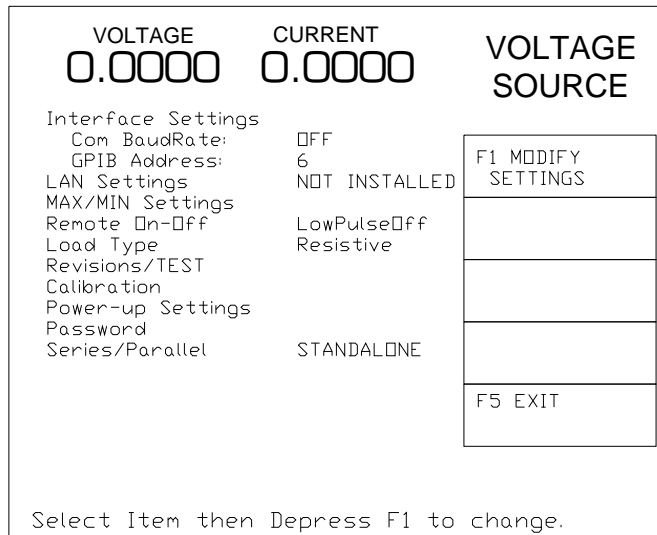 VOLTAGE CURRENT
0.0000 0.0000
VOLTAGE
SOURCE
Interface Settings
Com BaudRate: OFF
GPIB Address: 6
LAN Settings NOT INSTALLED
MAX/MIN Settings
Remote On-Off LowPulseOff
Load Type Resistive
Revisions/TEST
Calibration
Power-up Settings
Password
Series/Parallel STANDALONE
F1 MODIFY
SETTINGS
F5 EXIT
Select Item then Depress F1 to change.